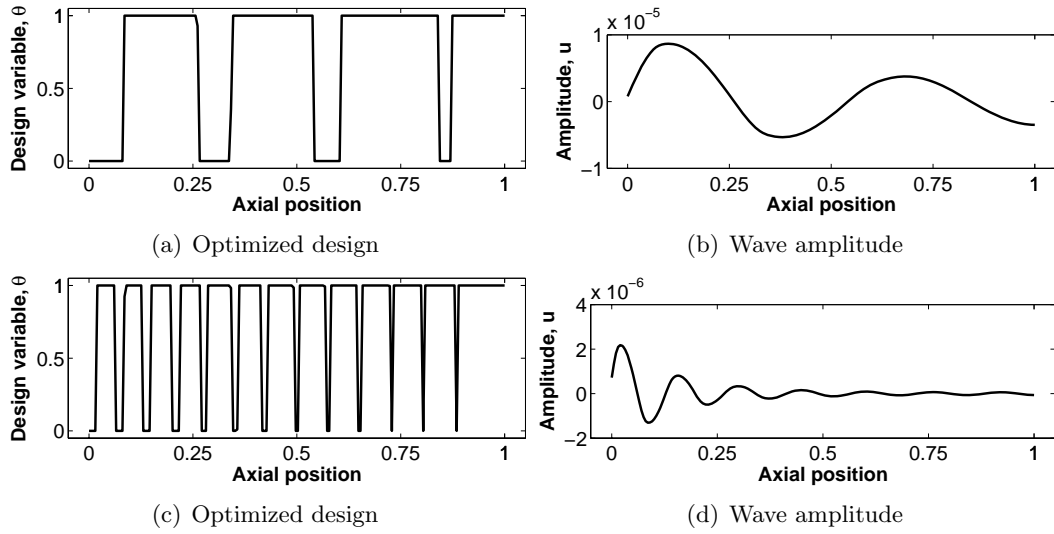 Design variable, θ
1
0.5
0
0
0.25
0.5
0.75
1
Axial position
(a) Optimized design
x 10⁻⁵
Amplitude, u
1
0
−1
0
0.25
0.5
0.75
1
Axial position
(b) Wave amplitude
Design variable, θ
1
0.5
0
0
0.25
0.5
0.75
1
Axial position
(c) Optimized design
x 10⁻⁶
Amplitude, u
4
2
0
−2
0
0.25
0.5
0.75
1
Axial position
(d) Wave amplitude